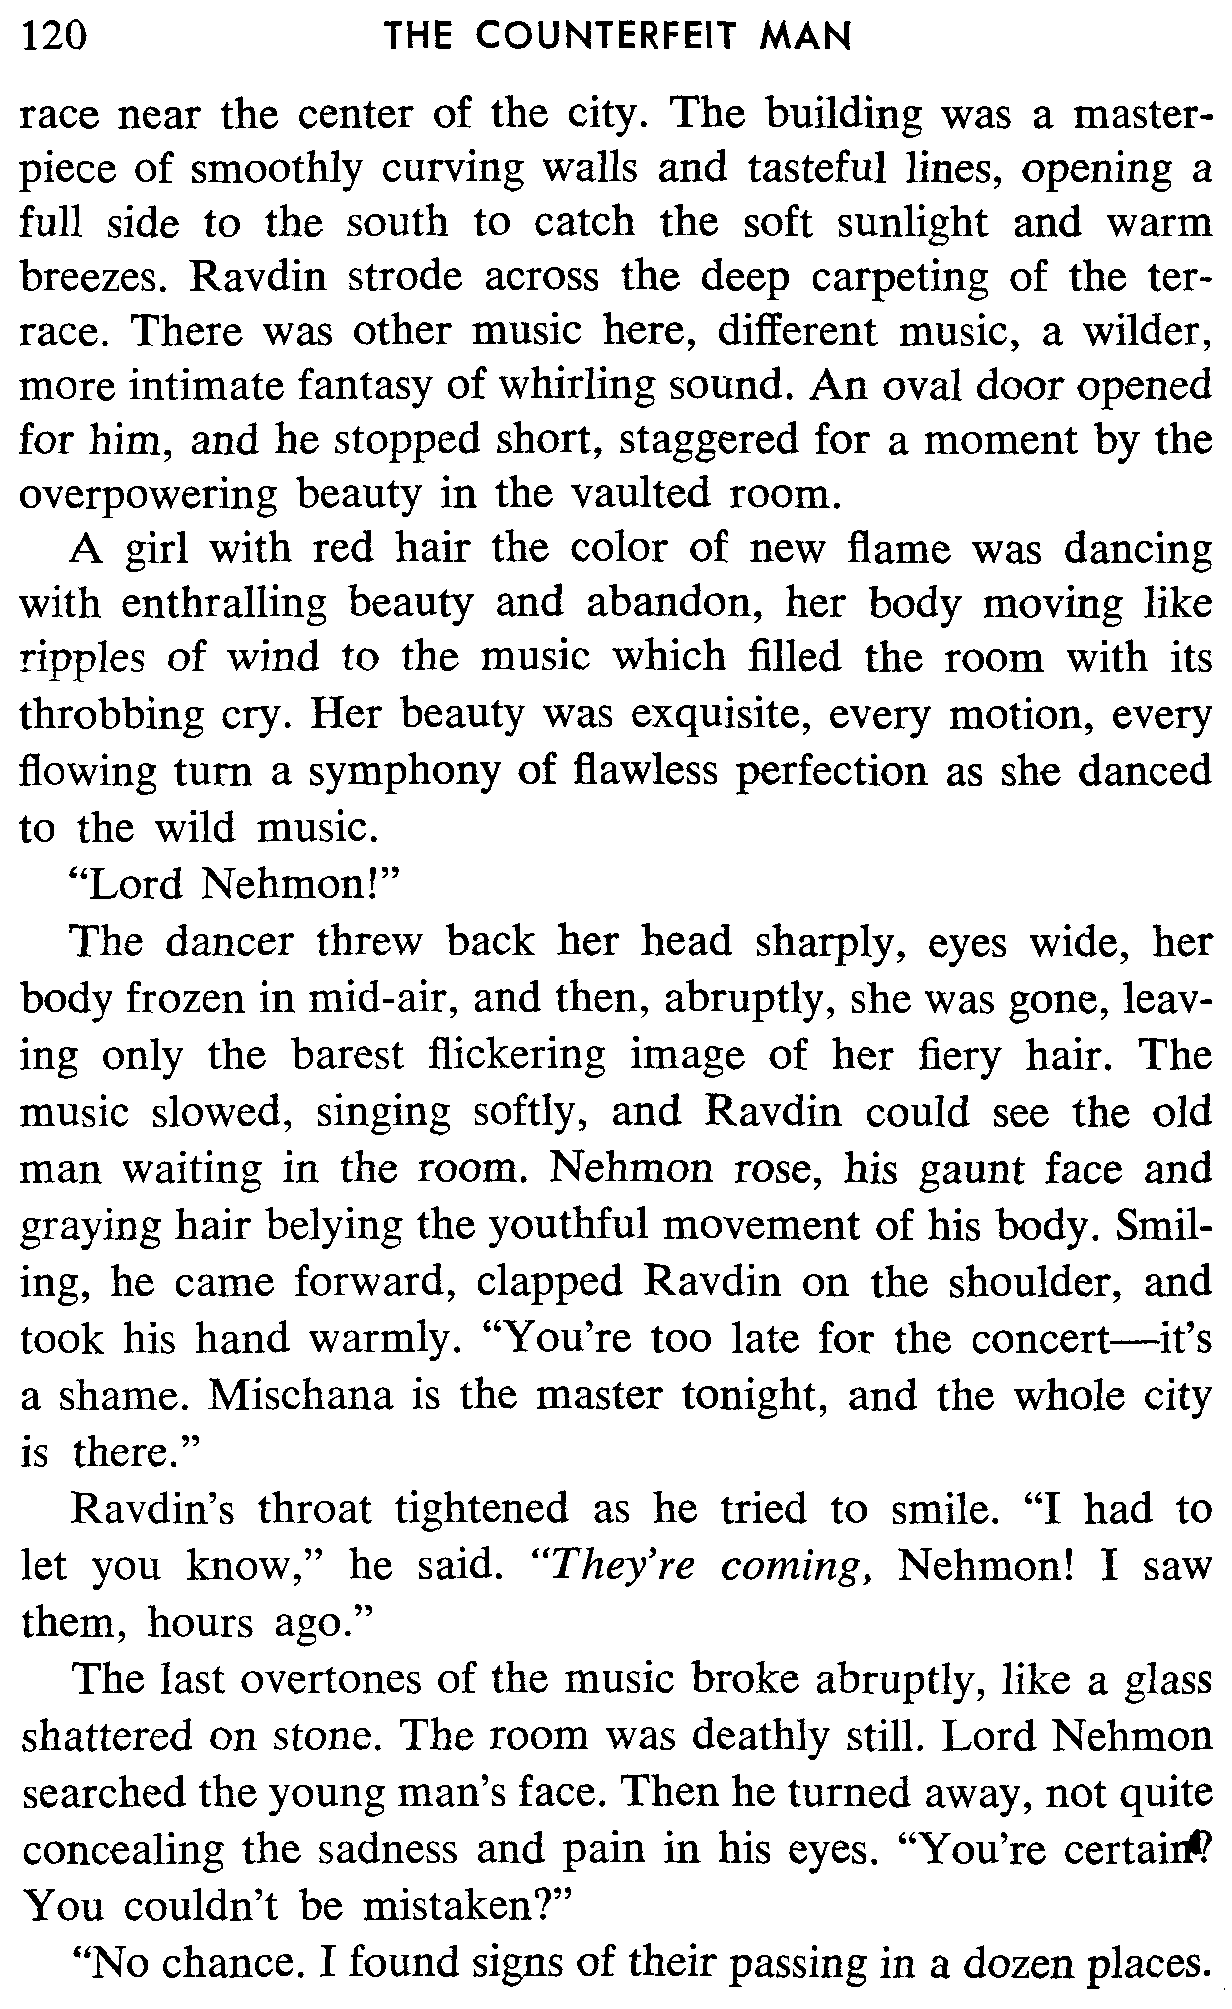 120 THE COUNTERFEIT MAN
race near the center of the city. The building was a master-
piece of smoothly curving walls and tasteful lines, opening a
full side to the south to catch the soft sunlight and warm
breezes. Ravdin strode across the deep carpeting of the ter-
race. There was other music here, different music, a wilder,
more intimate fantasy of whirling sound. An oval door opened
for him, and he stopped short, staggered for a moment by the
overpowering beauty in the vaulted room.
A girl with red hair the color of new flame was dancing
with enthralling beauty and abandon, her body moving like
ripples of wind to the music which filled the room with its
throbbing cry. Her beauty was exquisite, every motion, every
flowing turn a symphony of flawless perfection as she danced
to the wild music.
“Lord Nehmon!”
The dancer threw back her head sharply, eyes wide, her
body frozen in mid-air, and then, abruptly, she was gone, leav-
ing only the barest flickering image of her fiery hair. The
music slowed, singing softly, and Ravdin could see the old
man waiting in the room. Nehmon rose, his gaunt face and
graying hair belying the youthful movement of his body. Smil-
ing, he came forward, clapped Ravdin on the shoulder, and
took his hand warmly. “You’re too late for the concert—it’s
a shame. Mischana is the master tonight, and the whole city
is there.”
Ravdin’s throat tightened as he tried to smile. “I had to
let you know,” he said. “They’re coming, Nehmon! I saw
them, hours ago.”
The last overtones of the music broke abruptly, like a glass
shattered on stone. The room was deathly still. Lord Nehmon
searched the young man’s face. Then he turned away, not quite
concealing the sadness and pain in his eyes. “You’re certain?
You couldn’t be mistaken?”
“No chance. I found signs of their passing in a dozen places.